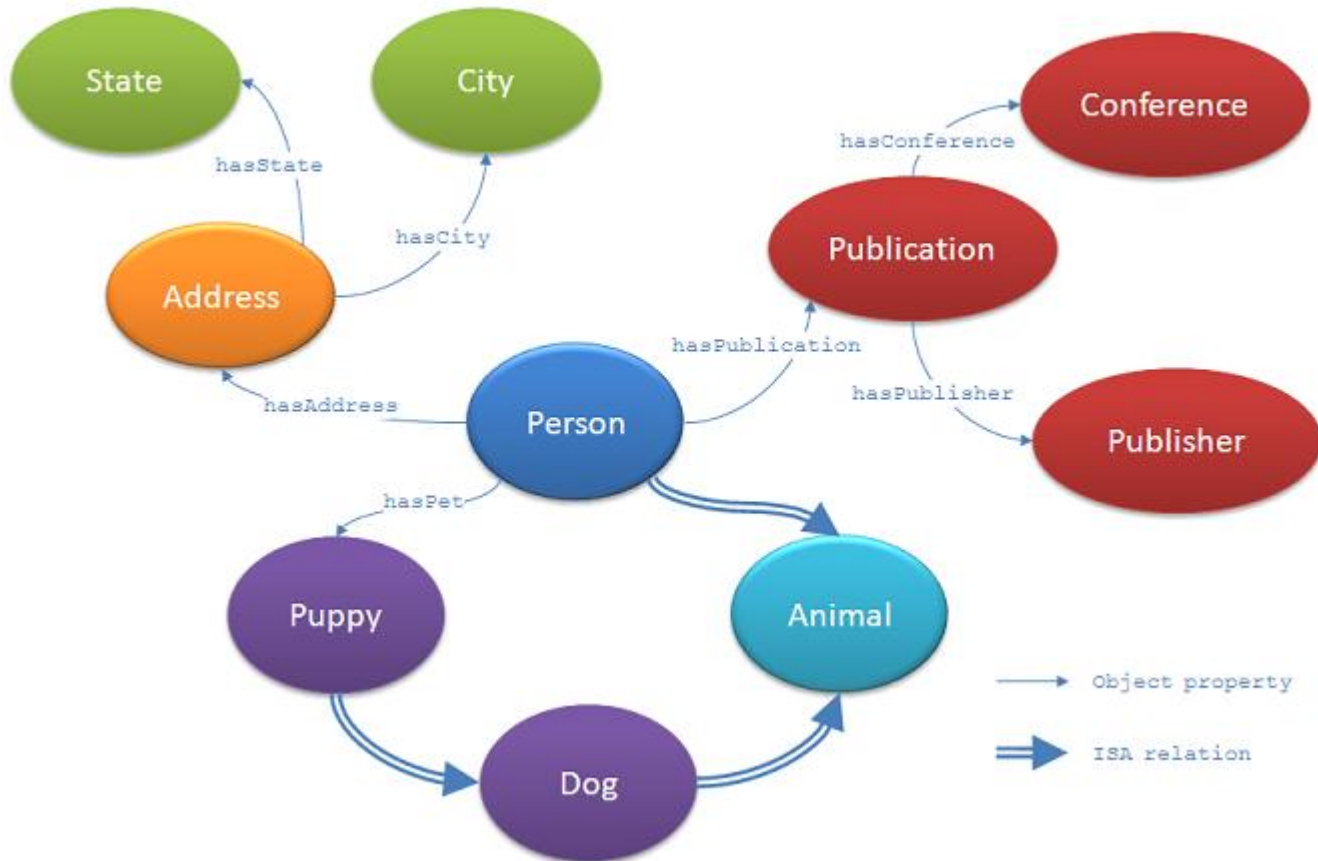 State
City
Conference
hasState
hasConference
hasCity
Publication
Address
hasPublication
hasPublisher
hasAddress
Person
Publisher
hasPet
Puppy
Animal
Object property
ISA relation
Dog